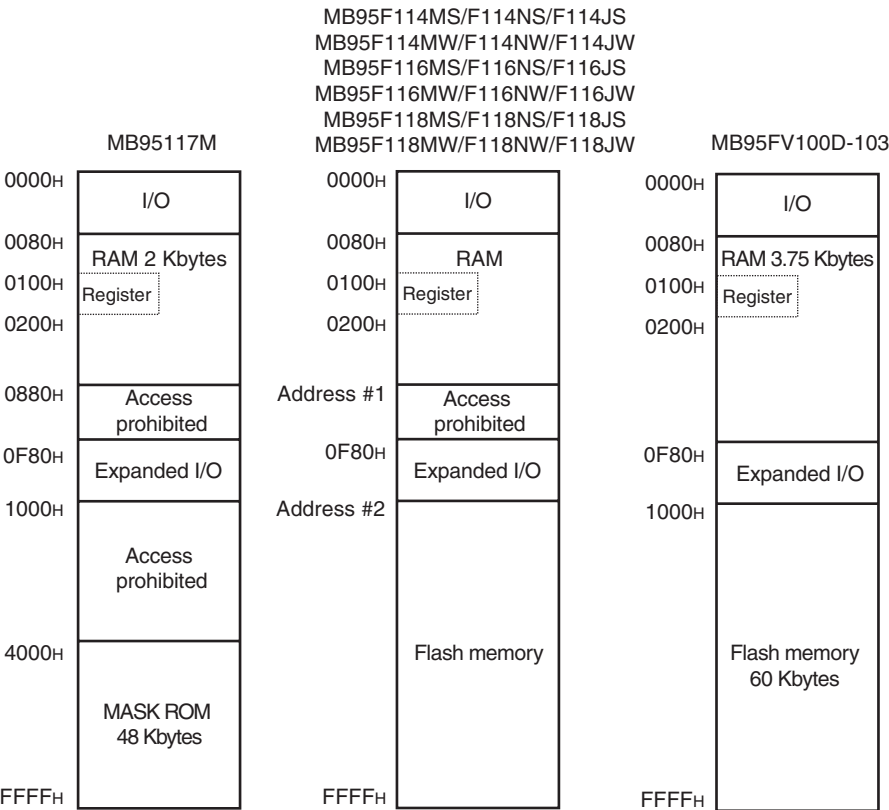 MB95F114MS/F114NS/F114JS
MB95F114MW/F114NW/F114JW
MB95F116MS/F116NS/F116JS
MB95F116MW/F116NW/F116JW
MB95F118MS/F118NS/F118JS
MB95F118MW/F118NW/F118JW
MB95117M
MB95FV100D-103
0000H
I/O
0080H
RAM 2 Kbytes
0100H
Register
0200H
0880H
Access
prohibited
0F80H
Expanded I/O
1000H
Access
prohibited
4000H
MASK ROM
48 Kbytes
FFFFH
0000H
I/O
0080H
RAM
0100H
Register
0200H
Address #1
Access
prohibited
0F80H
Expanded I/O
Address #2
Flash memory
FFFFH
0000H
I/O
0080H
RAM 3.75 Kbytes
0100H
Register
0200H
0F80H
Expanded I/O
1000H
Flash memory
60 Kbytes
FFFFH